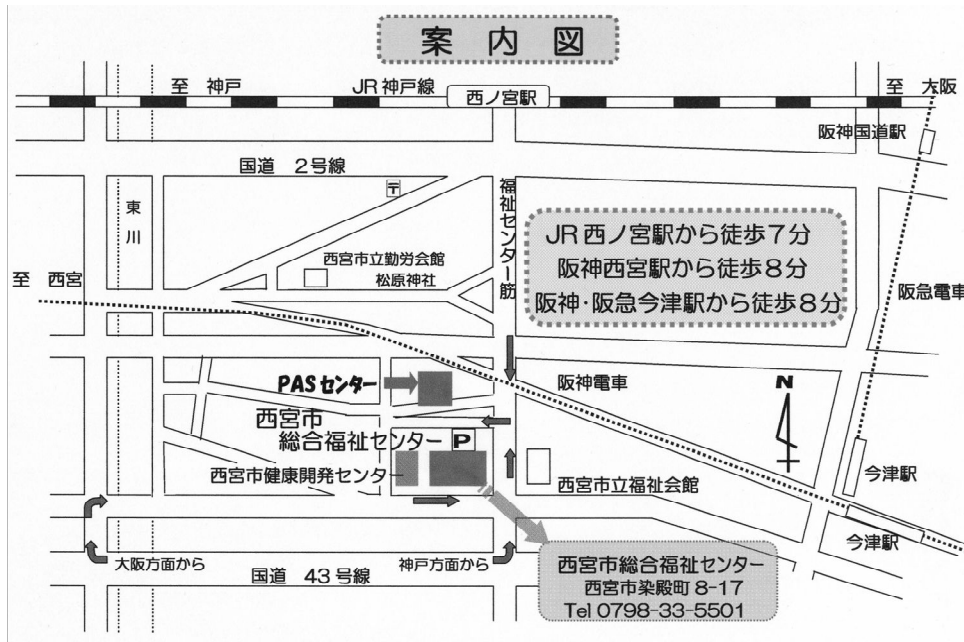 案内図
至 神戸
JR 神戸線
西ノ宮駅
至 大阪
阪神国道駅
国道 2号線
〒
東川
福祉センター筋
JR 西ノ宮駅から徒歩7分
阪神西宮駅から徒歩8分
阪神・阪急今津駅から徒歩8分
西宮市立勤労会館
松原神社
至 西宮
阪急電車
PASセンター
阪神電車
N
西宮市
総合福祉センター
P
西宮市健康開発センタ
西宮市立福祉会館
今津駅
今津駅
大阪方面から
神戸方面から
国道 43号線
西宮市総合福祉センター
西宮市染殿町 8-17
Tel 0798-33-5501